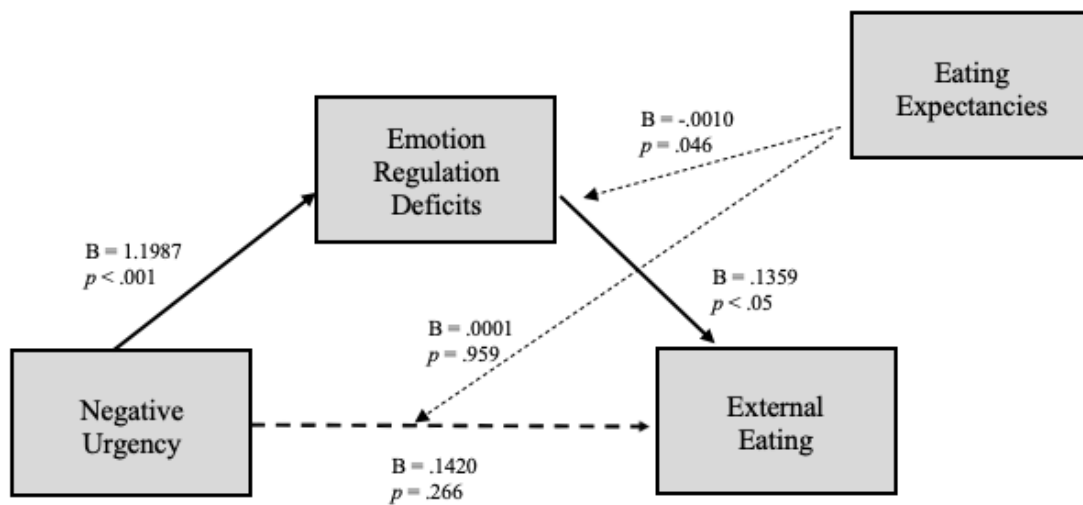 Eating
Expectancies
Emotion
Regulation
Deficits
B = -.0010
p = .046
B = 1.1987
p < .001
B = .1359
p < .05
B = .0001
p = .959
Negative
Urgency
External
Eating
B = .1420
p = .266